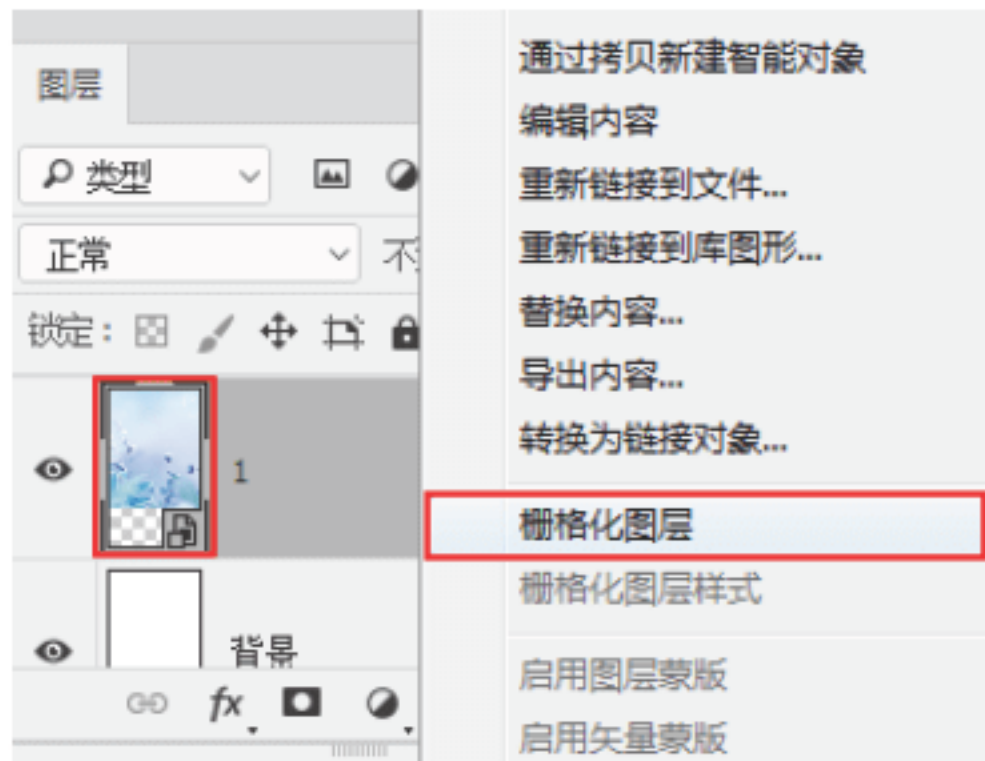 图层
类型
正常
不
锁定：
1
背景
fx
通过拷贝新建智能对象
编辑内容
重新链接到文件...
重新链接到库图形...
替换内容...
导出内容...
转换为链接对象...
栅格化图层
栅格化图层样式
启用图层蒙版
启用矢量蒙版